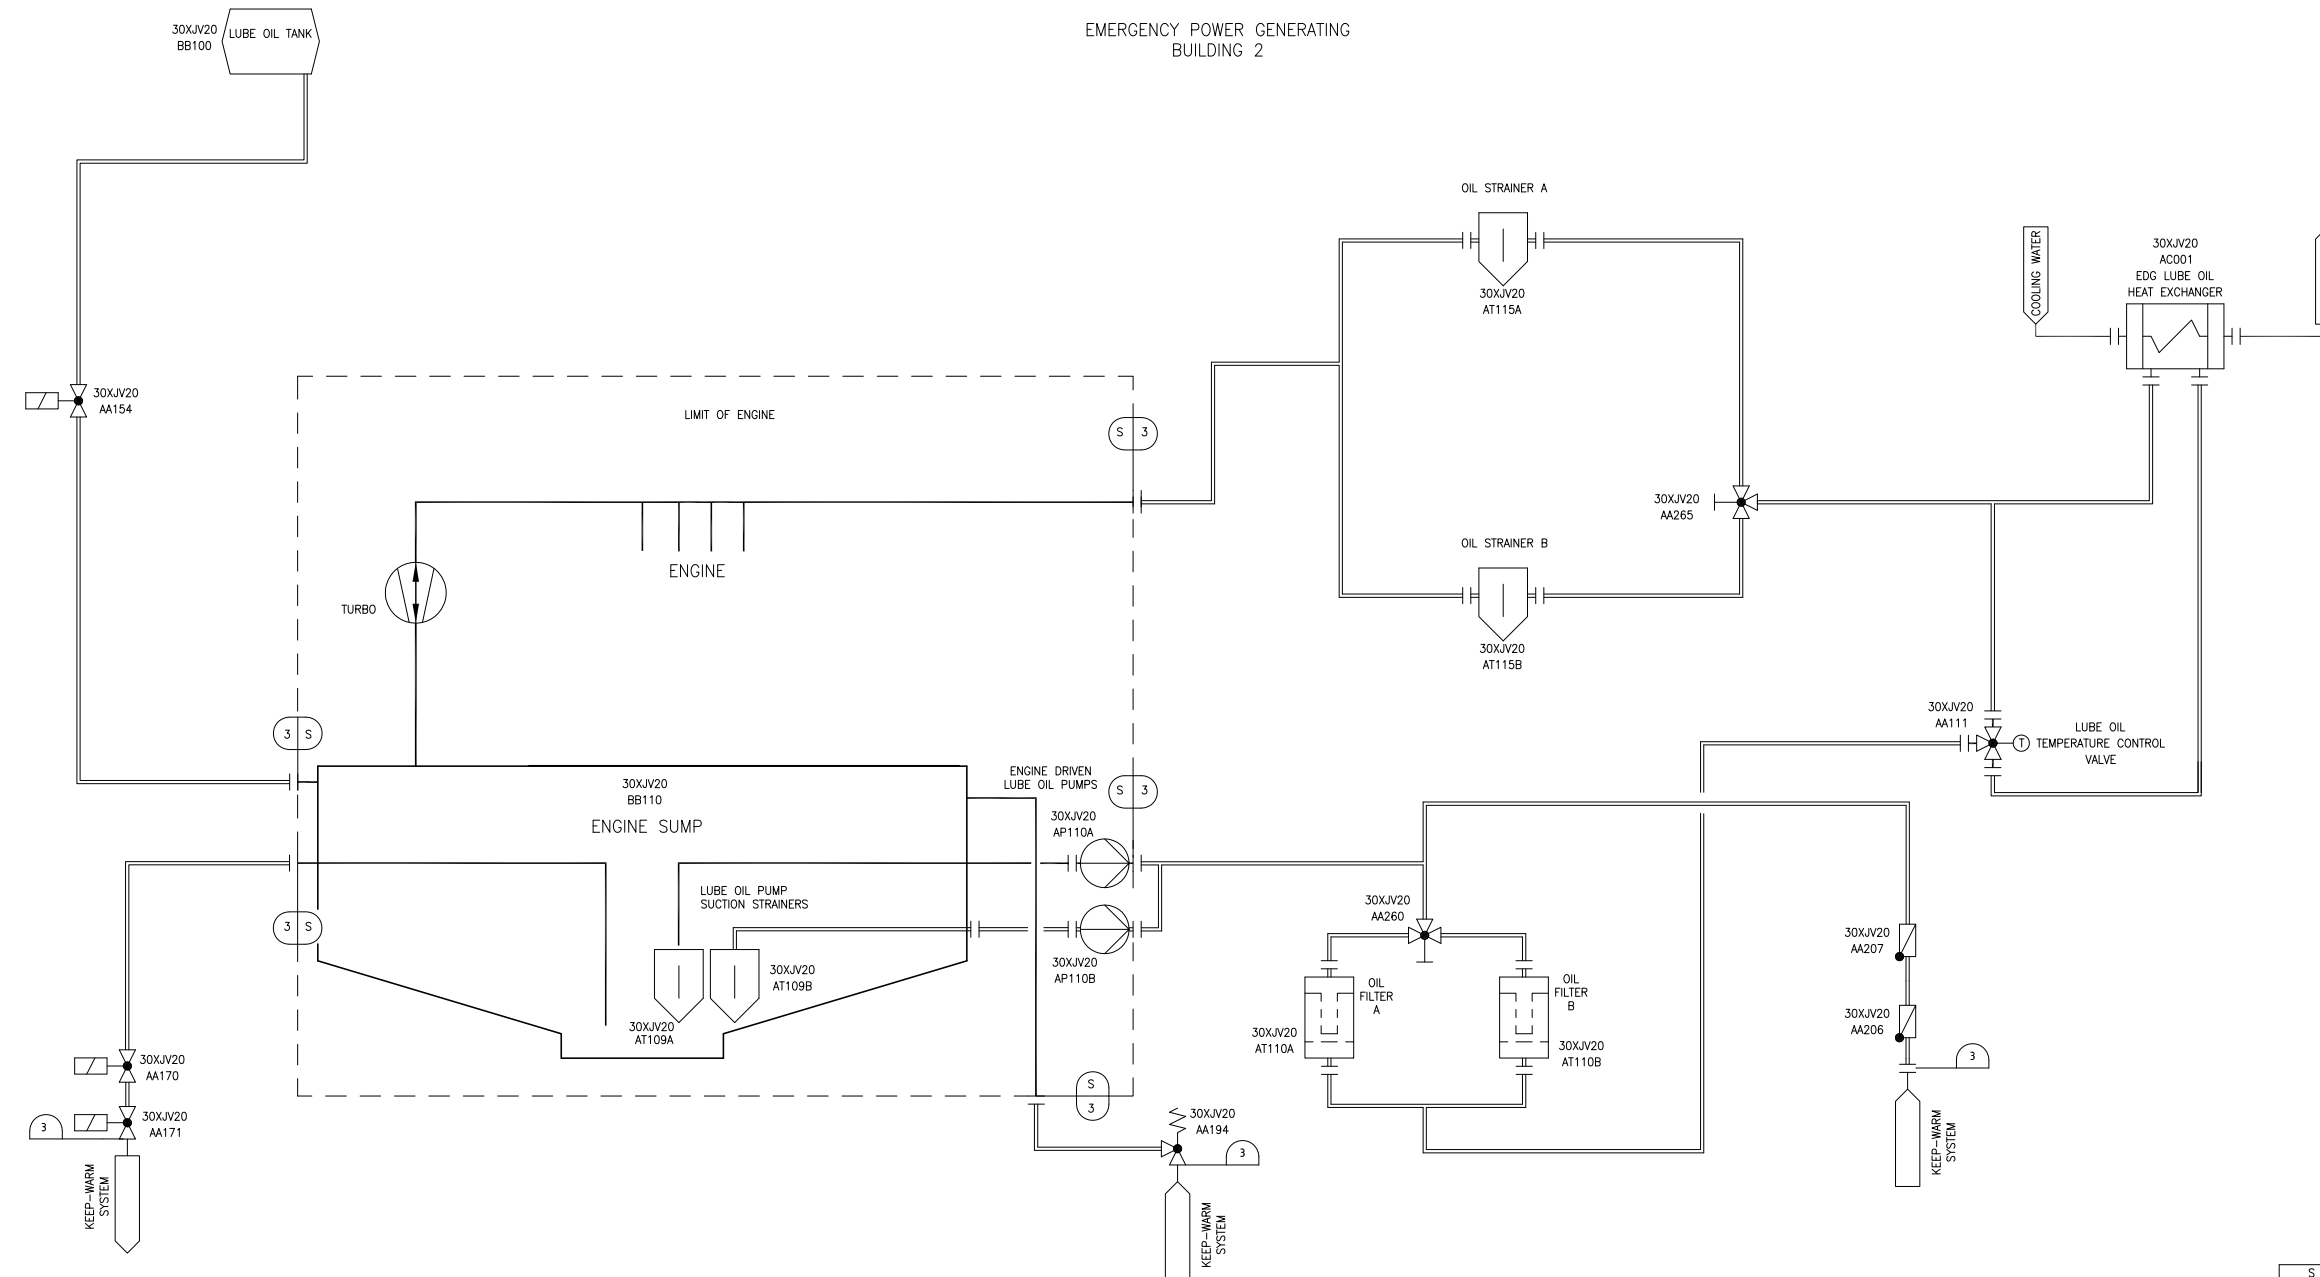 EMERGENCY POWER GENERATING
BUILDING 2
30XJV20
BB100
LUBE OIL TANK
30XJV20
AA154
LIMIT OF ENGINE
S 3
ENGINE
TURBO
OIL STRAINER A
30XJV20
AT115A
30XJV20
AA265
OIL STRAINER B
30XJV20
AT115B
COOLING WATER
30XJV20
AC001
EDG LUBE OIL
HEAT EXCHANGER
30XJV20
AA111
T
LUBE OIL
TEMPERATURE CONTROL
VALVE
3 S
30XJV20
BB110
ENGINE SUMP
ENGINE DRIVEN
LUBE OIL PUMPS
S 3
30XJV20
AP110A
LUBE OIL PUMP
SUCTION STRAINERS
3 S
30XJV20
AP110B
30XJV20
AT109B
30XJV20
AT109A
30XJV20
AA260
OIL
FILTER
A
OIL
FILTER
B
30XJV20
AT110A
30XJV20
AT110B
30XJV20
AA207
30XJV20
AA206
3
KEEP-WARM
SYSTEM
30XJV20
AA170
30XJV20
AA171
3
KEEP-WARM
SYSTEM
S
3
30XJV20
AA194
3
KEEP-WARM
SYSTEM
S